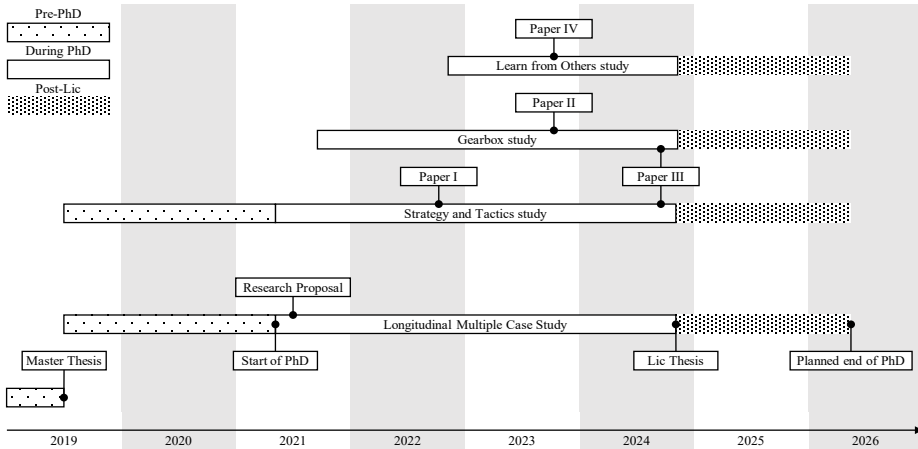 Pre-PhD
During PhD
Post-Lic
Paper IV
Learn from Others study
Paper II
Gearbox study
Paper I
Paper III
Strategy and Tactics study
Research Proposal
Longitudinal Multiple Case Study
Master Thesis
Start of PhD
Lic Thesis
Planned end of PhD
2019
2020
2021
2022
2023
2024
2025
2026